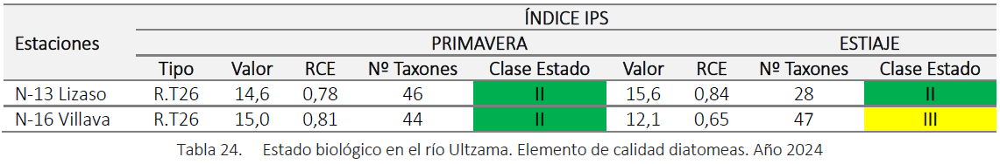 ÍNDICE IPS
Estaciones
PRIMAVERA ESTIAJE
Tipo Valor RCE Nº Taxones Clase Estado Valor RCE Nº Taxones Clase Estado
N-13 Lizaso R.T26 14,6 0,78 46 II 15,6 0,84 28 II
N-16 Villava R.T26 15,0 0,81 44 II 12,1 0,65 47 III
Tabla 24. Estado biológico en el río Ultzama. Elemento de calidad diatomeas. Año 2024